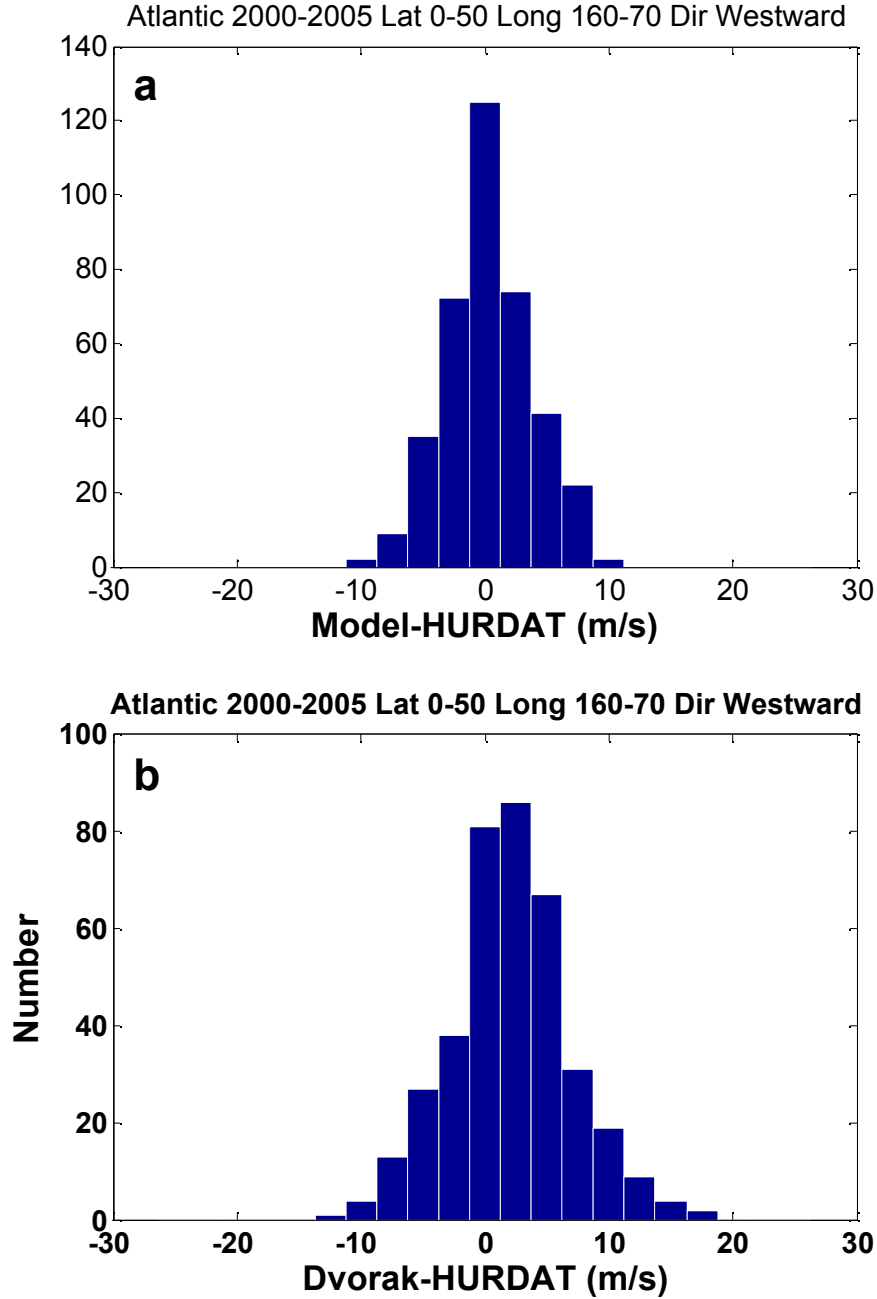 Atlantic 2000-2005 Lat 0-50 Long 160-70 Dir Westward
140
a
120
100
80
60
40
20
0
-30 -20 -10 0 10 20 30
Model-HURDAT (m/s)
Atlantic 2000-2005 Lat 0-50 Long 160-70 Dir Westward
100
b
80
60
Number
40
20
0
-30 -20 -10 0 10 20 30
Dvorak-HURDAT (m/s)